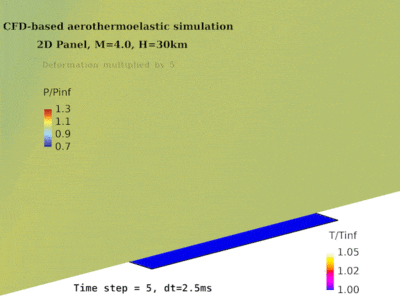 CFD-based aerothermoelastic simulation
2D Panel, M=4.0, H=30km
Deformation multiplied by 5
P/Pinf
1.3
1.1
0.9
0.7
T/Tinf
1.05
1.02
1.00
Time step = 5, dt=2.5ms